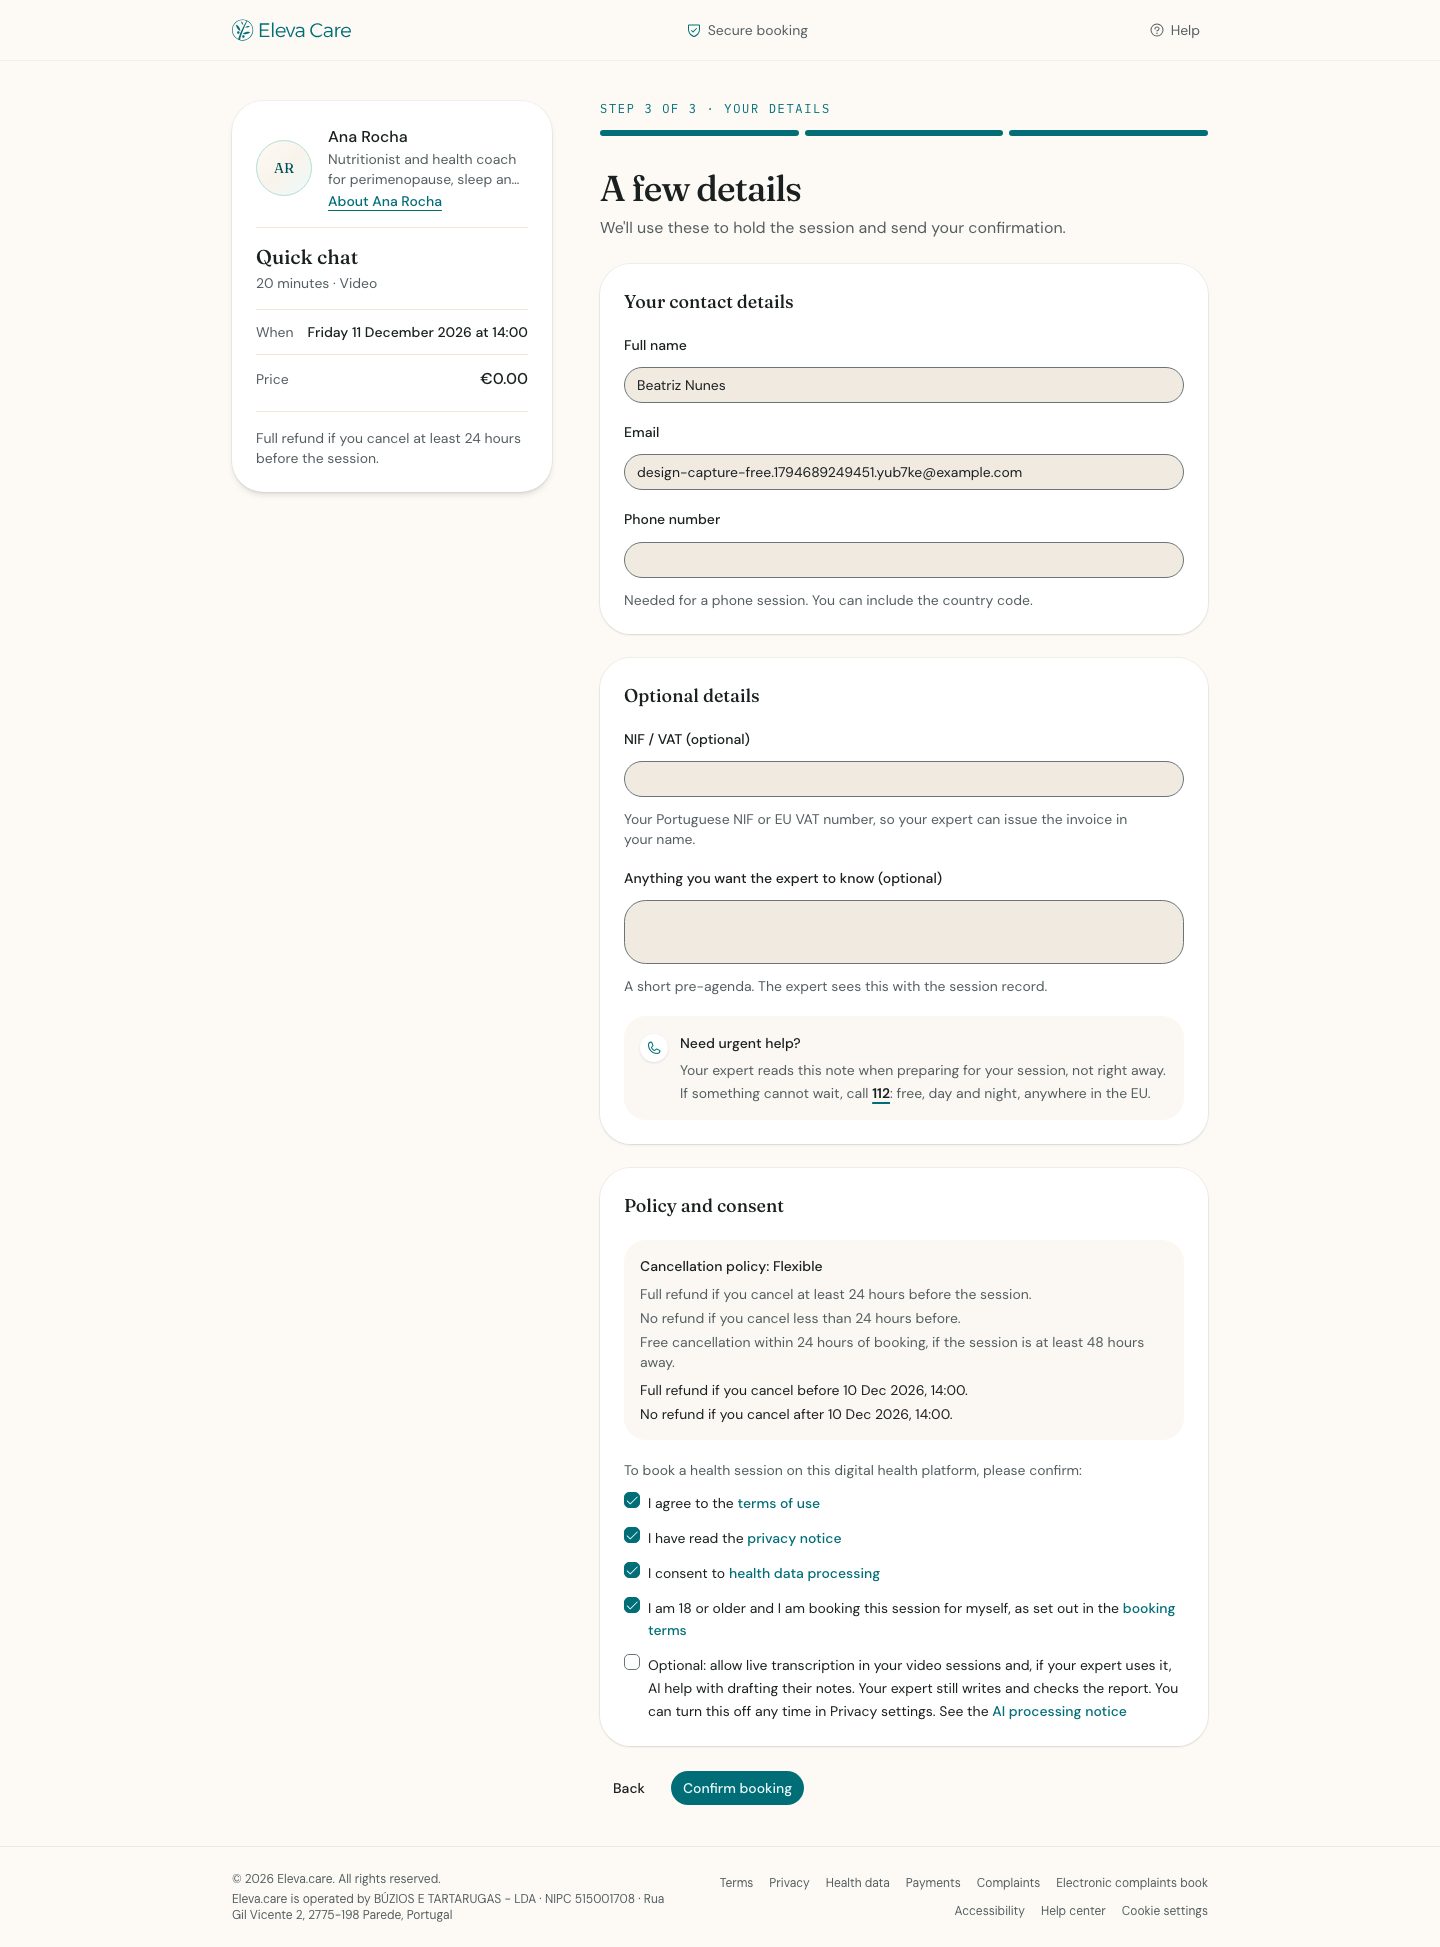 Eleva Care
Secure booking
Help
AR
Ana Rocha
Nutritionist and health coach
for perimenopause, sleep an…
About Ana Rocha
Quick chat
20 minutes · Video
When Friday 11 December 2026 at 14:00
Price €0.00
Full refund if you cancel at least 24 hours
before the session.
STEP 3 OF 3 · YOUR DETAILS
A few details
We'll use these to hold the session and send your confirmation.
Your contact details
Full name
Beatriz Nunes
Email
design-capture-free.1794689249451.yub7ke@example.com
Phone number
Needed for a phone session. You can include the country code.
Optional details
NIF / VAT (optional)
Your Portuguese NIF or EU VAT number, so your expert can issue the invoice in
your name.
Anything you want the expert to know (optional)
A short pre-agenda. The expert sees this with the session record.
Need urgent help?
Your expert reads this note when preparing for your session, not right away.
If something cannot wait, call 112: free, day and night, anywhere in the EU.
Policy and consent
Cancellation policy: Flexible
Full refund if you cancel at least 24 hours before the session.
No refund if you cancel less than 24 hours before.
Free cancellation within 24 hours of booking, if the session is at least 48 hours
away.
Full refund if you cancel before 10 Dec 2026, 14:00.
No refund if you cancel after 10 Dec 2026, 14:00.
To book a health session on this digital health platform, please confirm:
I agree to the terms of use
I have read the privacy notice
I consent to health data processing
I am 18 or older and I am booking this session for myself, as set out in the booking
terms
Optional: allow live transcription in your video sessions and, if your expert uses it,
AI help with drafting their notes. Your expert still writes and checks the report. You
can turn this off any time in Privacy settings. See the AI processing notice
Back
Confirm booking
© 2026 Eleva.care. All rights reserved.
Eleva.care is operated by BÚZIOS E TARTARUGAS - LDA · NIPC 515001708 · Rua
Gil Vicente 2, 2775-198 Parede, Portugal
Terms Privacy Health data Payments Complaints Electronic complaints book
Accessibility Help center Cookie settings